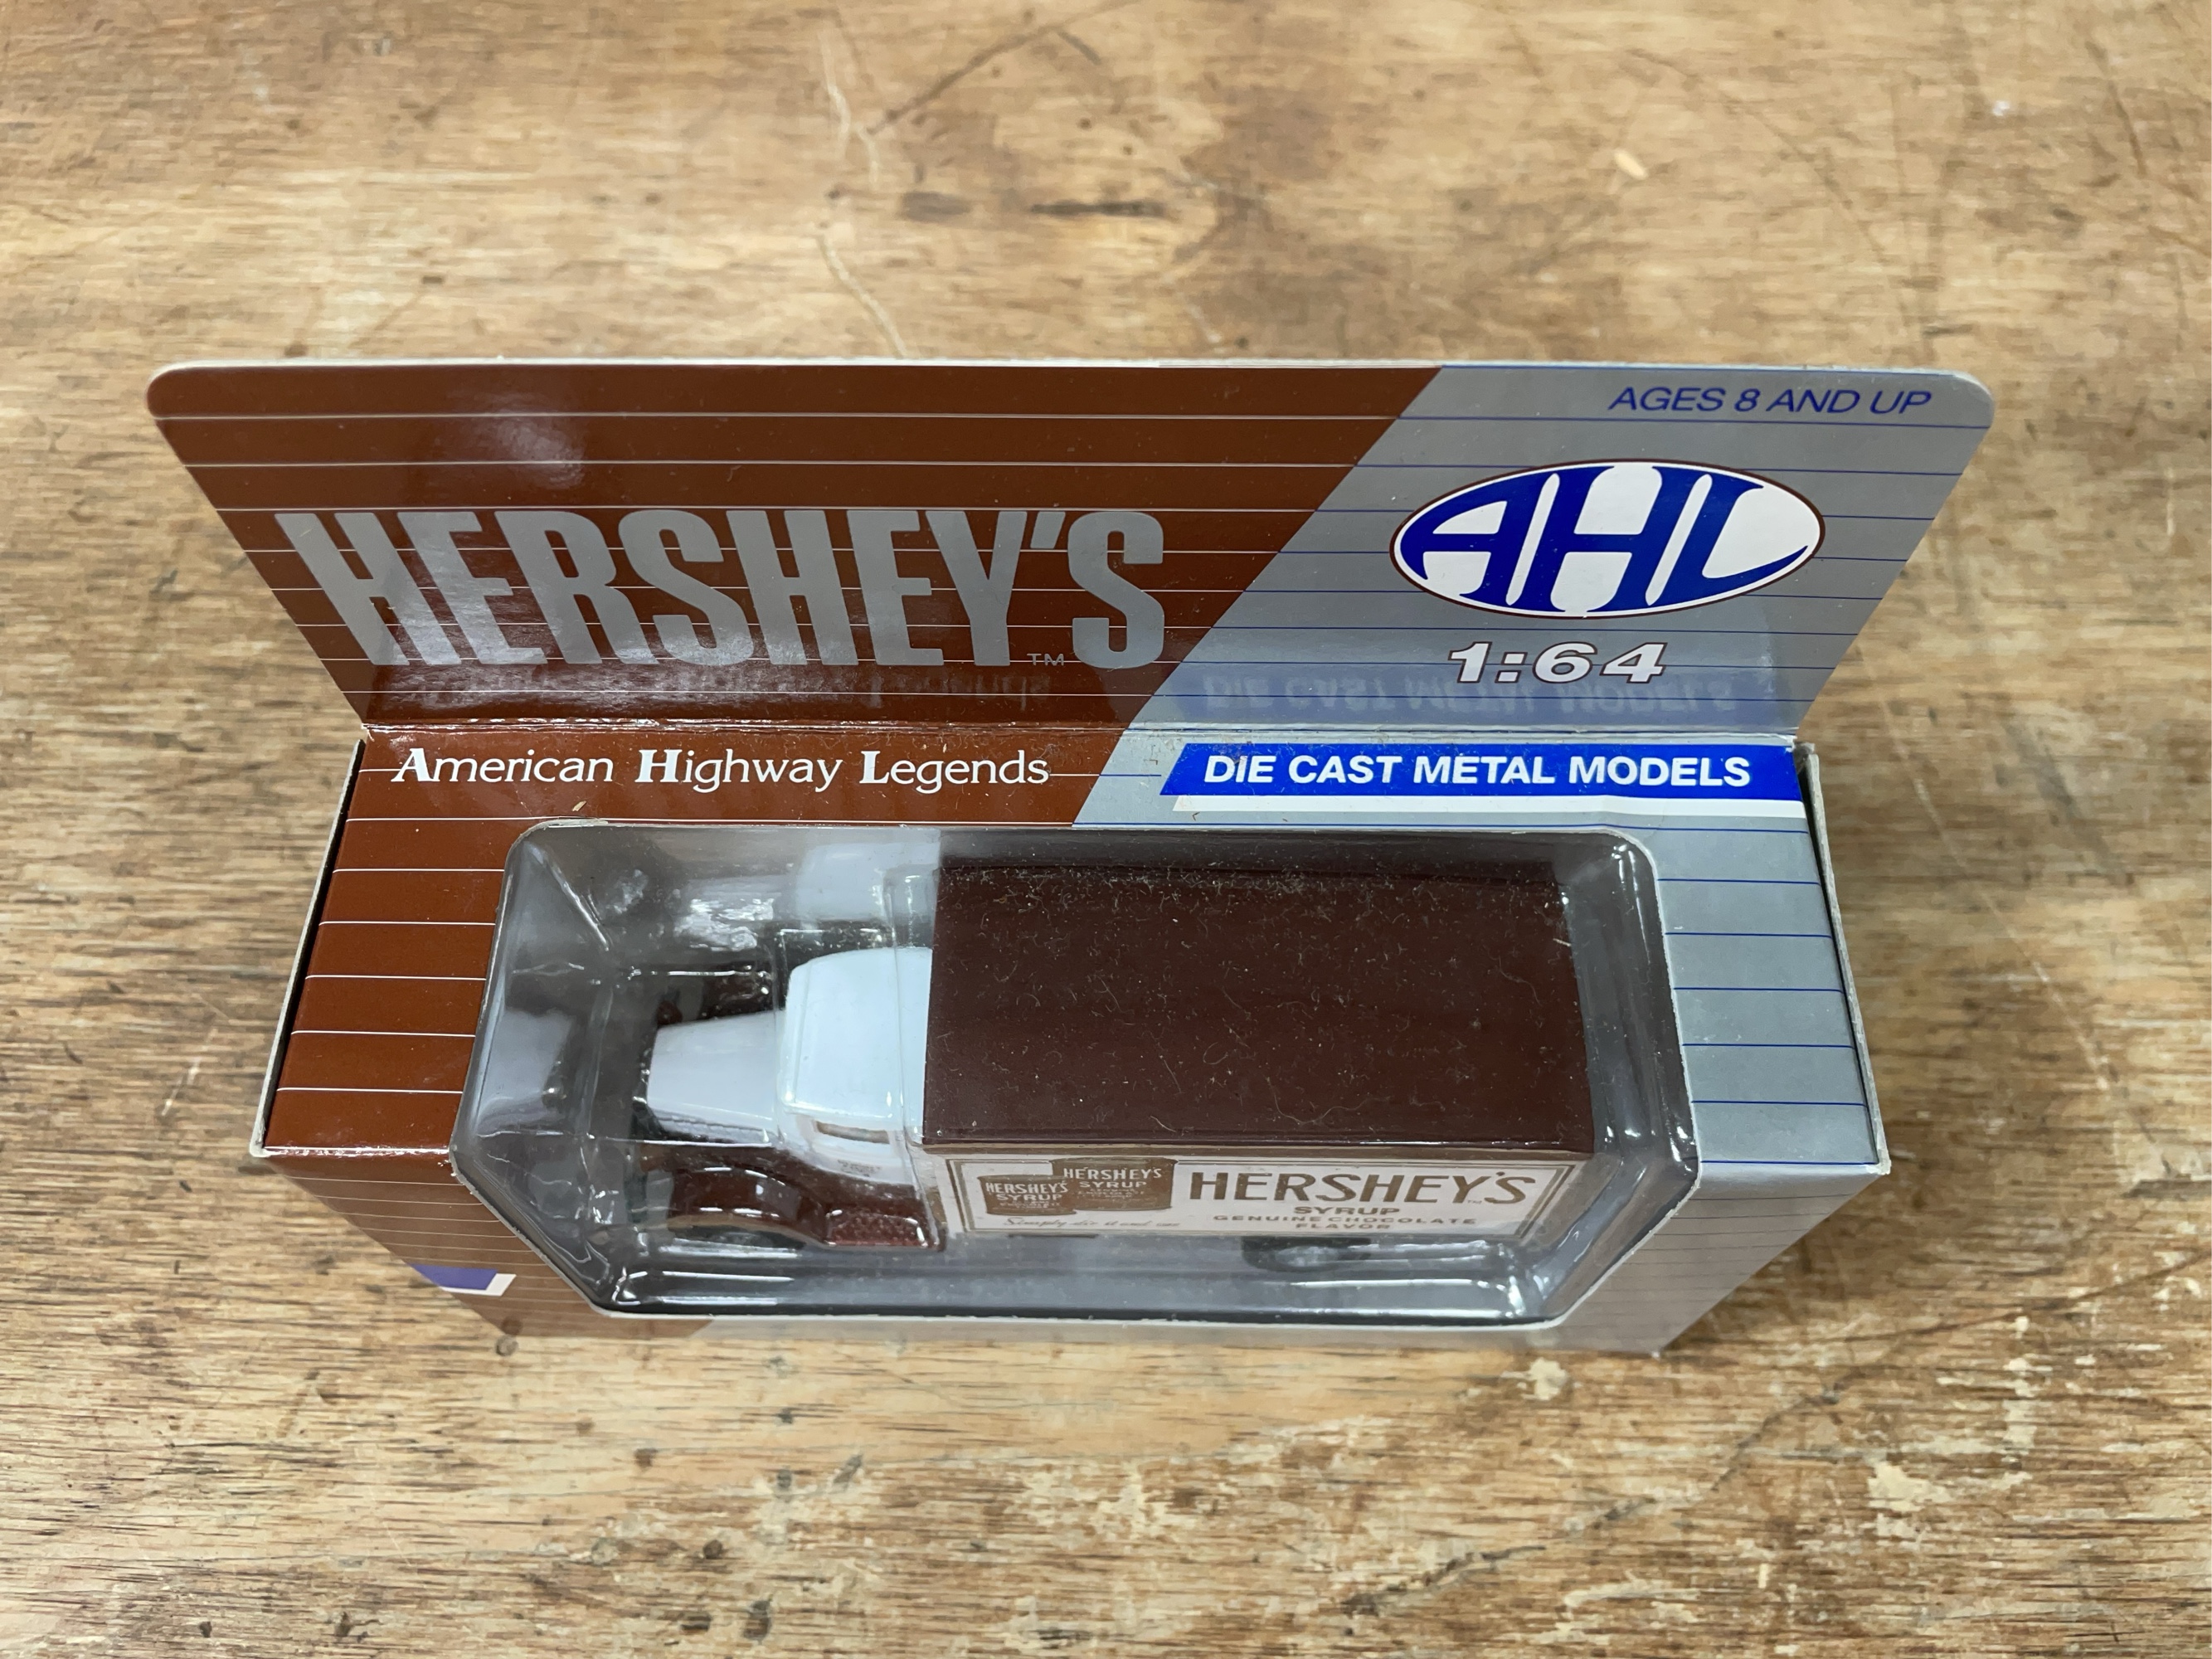 AGES 8 AND UP
HERSHEY'S
TM
AHL
1:64
American Highway Legends
DIE CAST METAL MODELS
HERSHEY'S
SYRUP
HERSHEY'S
SYRUP
HERSHEY'S
SYRUP
GENUINE CHOCOLATE
FLAVOR